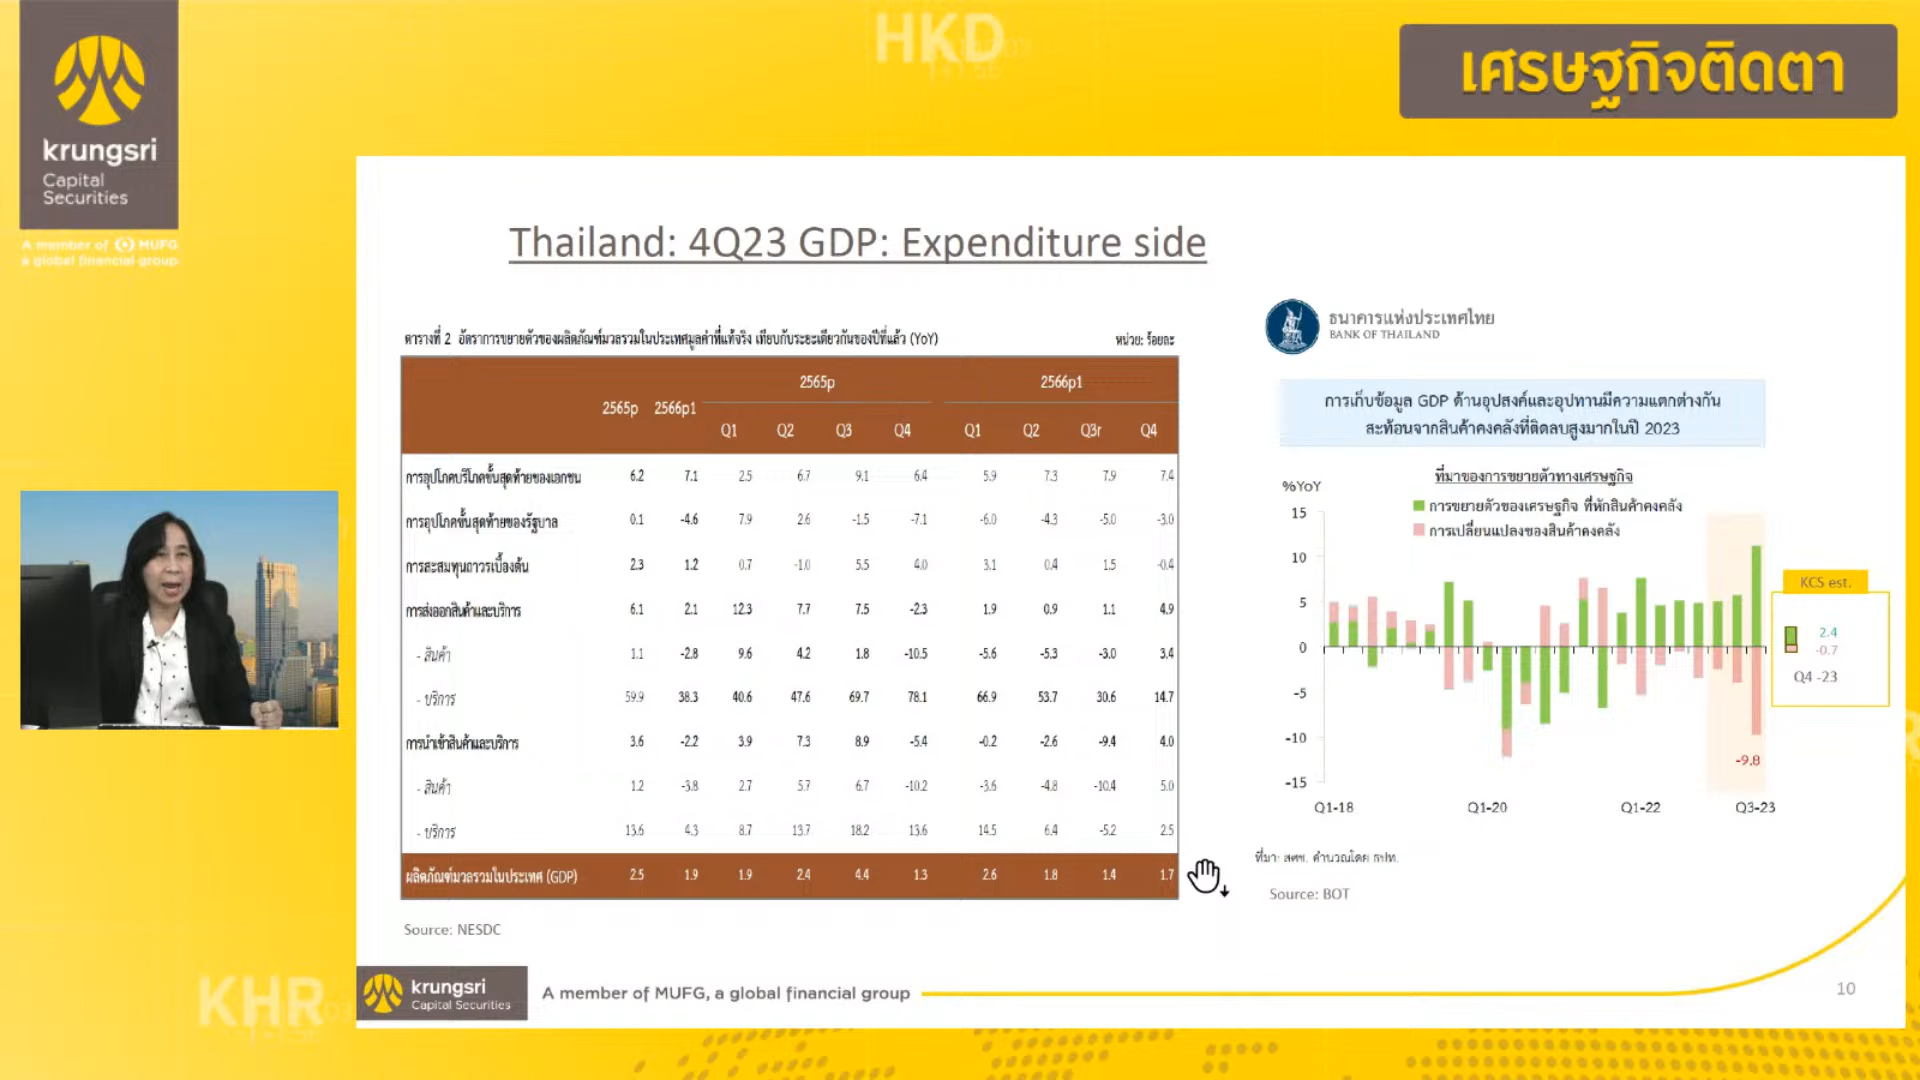 HKD
เศรษฐกิจติดตา
krungsri
Capital
Securities
A member of MUFG
a global financial group
Thailand: 4Q23 GDP: Expenditure side
ตารางที่ 2 อัตราการขยายตัวของผลิตภัณฑ์มวลรวมในประเทศมูลค่าที่แท้จริง เทียบกับระยะเดียวกันของปีที่แล้ว (YoY) หน่วย: ร้อยละ
2565p 2566p1
2565p 2566p1
Q1 Q2 Q3 Q4 Q1 Q2 Q3r Q4
การอุปโภคบริโภคขั้นสุดท้ายของเอกชน 6.2 7.1 2.5 6.7 9.1 6.4 5.9 7.3 7.9 7.4
การอุปโภคขั้นสุดท้ายของรัฐบาล 0.1 -4.6 7.9 2.6 -1.5 -7.1 -6.0 -4.3 -5.0 -3.0
การสะสมทุนถาวรเบื้องต้น 2.3 1.2 0.7 -1.0 5.5 4.0 3.1 0.4 1.5 -0.4
การส่งออกสินค้าและบริการ 6.1 2.1 12.3 7.7 7.5 -2.3 1.9 0.9 1.1 4.9
- สินค้า 1.1 -2.8 9.6 4.2 1.8 -10.5 -5.6 -5.3 -3.0 3.4
- บริการ 59.9 38.3 40.6 47.6 69.7 78.1 66.9 53.7 30.6 14.7
การนำเข้าสินค้าและบริการ 3.6 -2.2 3.9 7.3 8.9 -5.4 -0.2 -2.6 -9.4 4.0
- สินค้า 1.2 -3.8 2.7 5.7 6.7 -10.2 -3.6 -4.8 -10.4 5.0
- บริการ 13.6 4.3 8.7 13.7 18.2 13.6 14.5 6.4 -5.2 2.5
ผลิตภัณฑ์มวลรวมในประเทศ (GDP) 2.5 1.9 1.9 2.4 4.4 1.3 2.6 1.8 1.4 1.7
Source: NESDC
ธนาคารแห่งประเทศไทย
BANK OF THAILAND
การเก็บข้อมูล GDP ด้านอุปสงค์และอุปทานมีความแตกต่างกัน
สะท้อนจากสินค้าคงคลังที่ติดลบสูงมากในปี 2023
ที่มาของการขยายตัวทางเศรษฐกิจ
%YoY
การขยายตัวของเศรษฐกิจ ที่หักสินค้าคงคลัง
การเปลี่ยนแปลงของสินค้าคงคลัง
15
10
5
0
-5
-10
-15
-9.8
Q1-18 Q1-20 Q1-22 Q3-23
KCS est.
2.4
-0.7
Q4 -23
ที่มา: สศช. คำนวณโดย ธปท.
Source: BOT
krungsri
Capital Securities
A member of MUFG, a global financial group
10
KHR